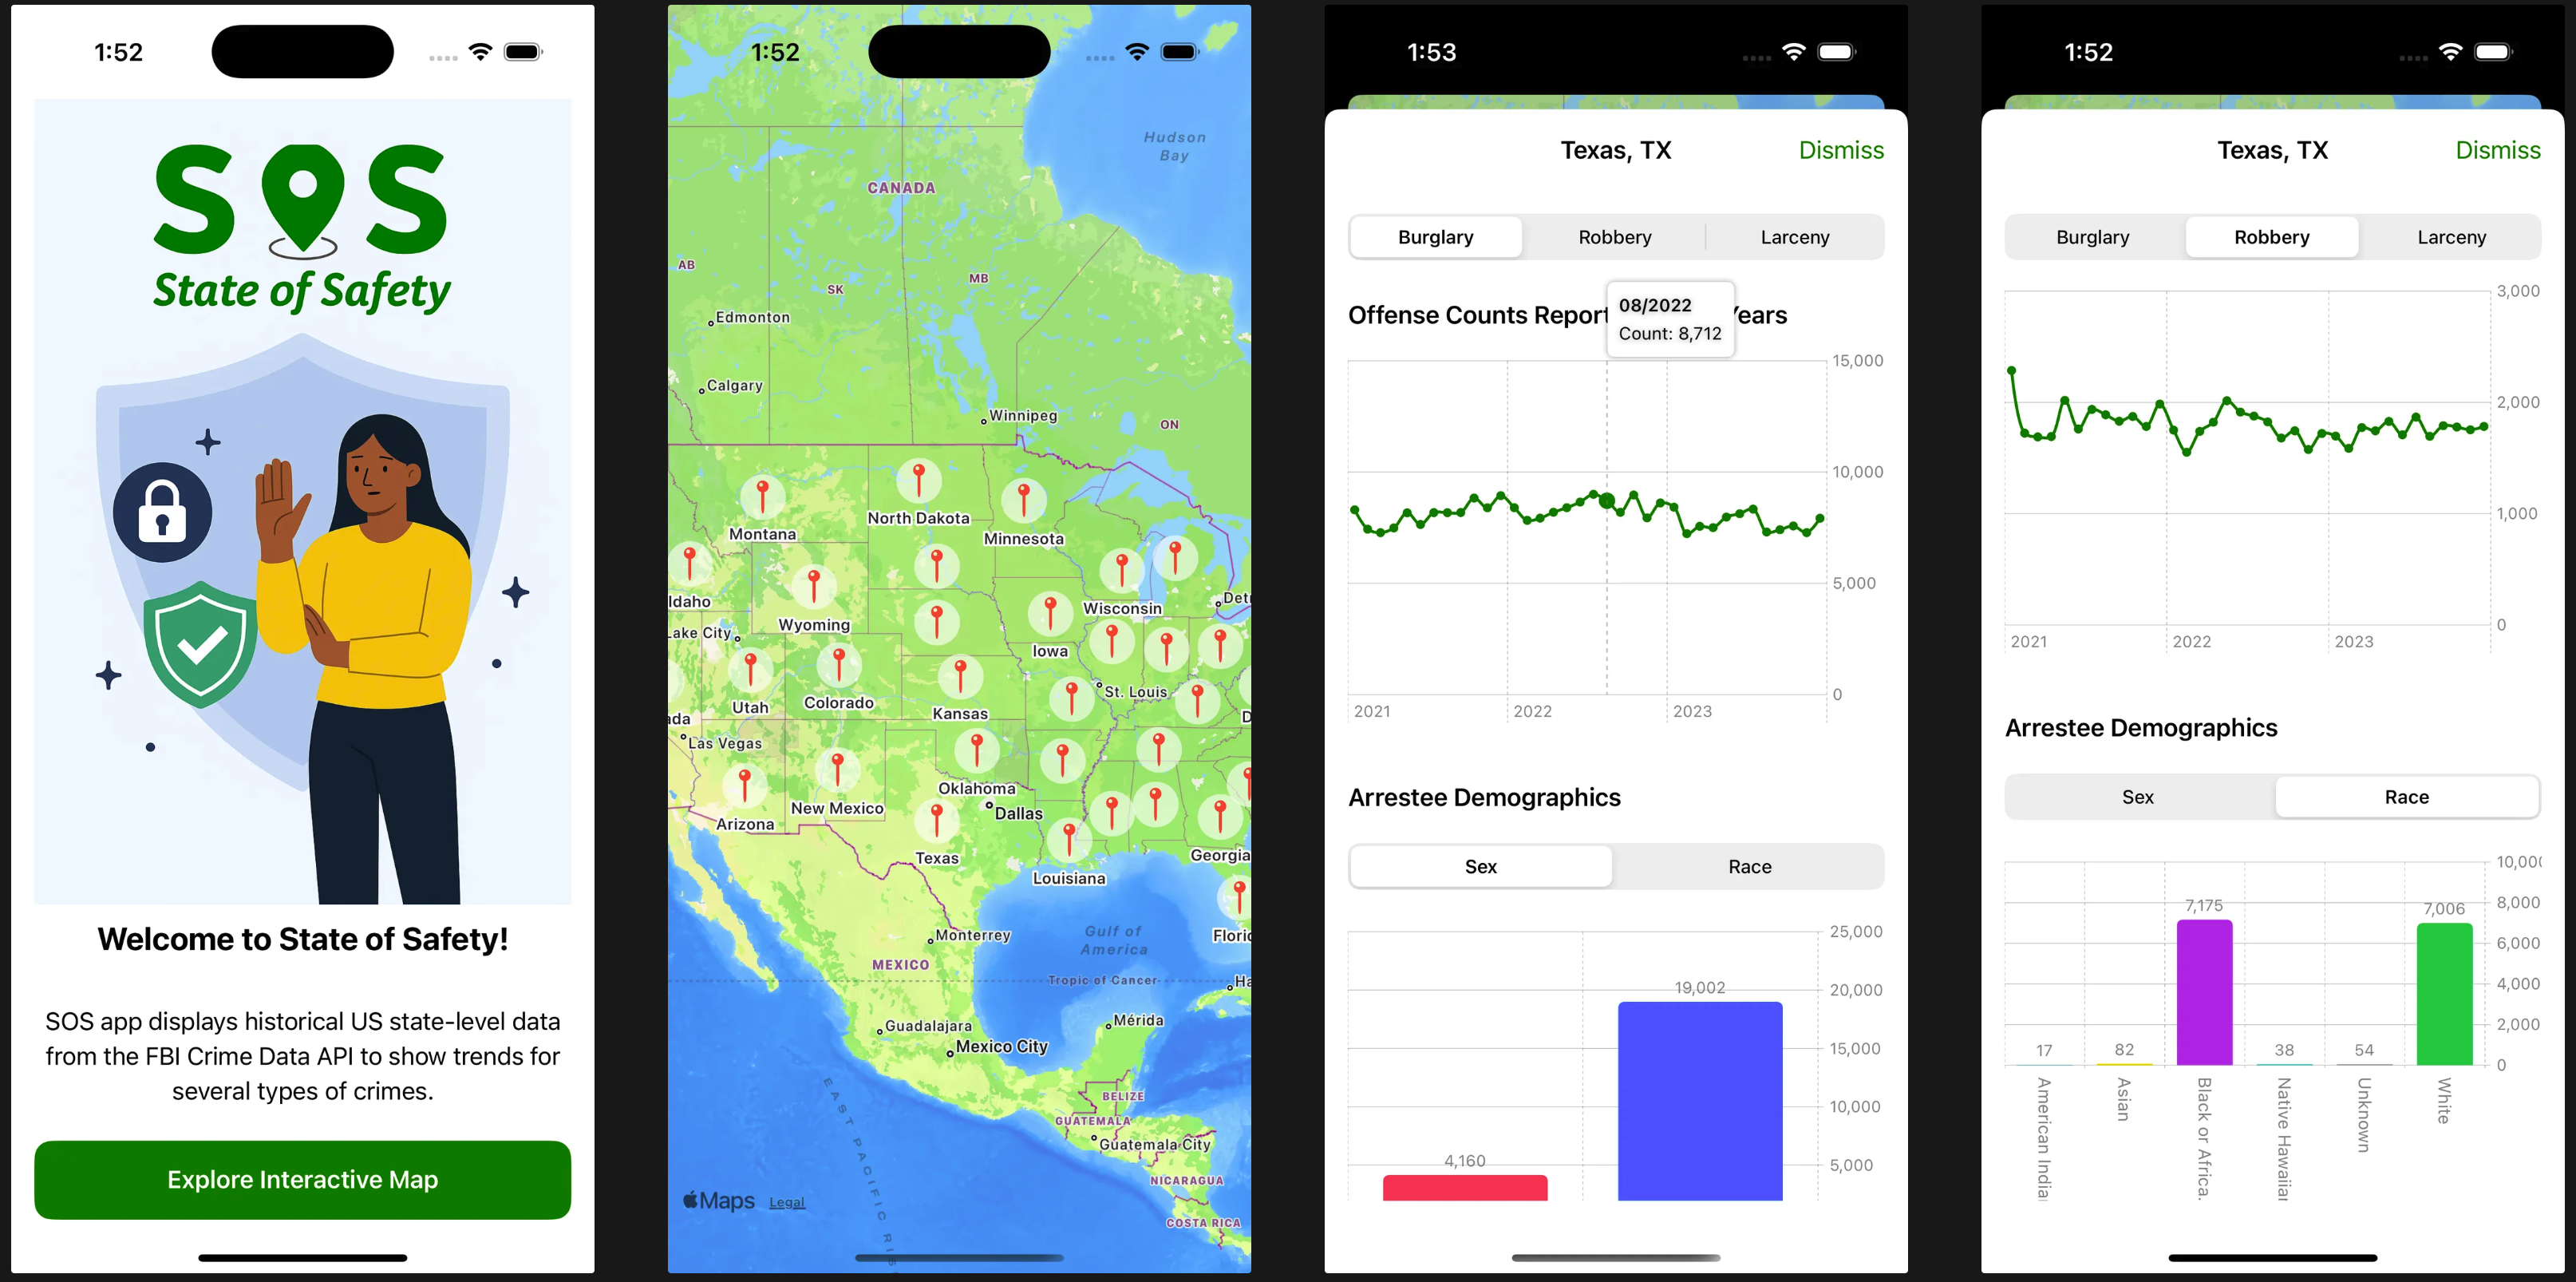 1:52
SOS
State of Safety
Welcome to State of Safety!
SOS app displays historical US state-level data
from the FBI Crime Data API to show trends for
several types of crimes.
Explore Interactive Map
1:52
Hudson
Bay
CANADA
AB
SK
MB
Edmonton
Calgary
Winnipeg
ON
North Dakota
Montana
Minnesota
Idaho
Wyoming
Wisconsin
Detr
Lake City
Iowa
Utah
Colorado
Kansas
St. Louis
ada
D
Las Vegas
Oklahoma
New Mexico
Dallas
Arizona
Texas
Georgia
Louisiana
Monterrey
Gulf of
America
Florid
MEXICO
Tropic of Cancer
Ha
Guadalajara
Mérida
Mexico City
EAST PACIFIC RIS
BELIZE
GUATEMALA
Guatemala City
NICARAGUA
Maps Legal
COSTA RICA
1:53
Texas, TX
Dismiss
Burglary
Robbery
Larceny
08/2022
Count: 8,712
Offense Counts Report Years
15,000
10,000
5,000
0
2021
2022
2023
Arrestee Demographics
Sex
Race
25,000
20,000
15,000
10,000
5,000
19,002
4,160
1:52
Texas, TX
Dismiss
Burglary
Robbery
Larceny
3,000
2,000
1,000
0
2021
2022
2023
Arrestee Demographics
Sex
Race
10,000
8,000
6,000
4,000
2,000
0
17
82
7,175
38
54
7,006
American India
Asian
Black or Africa.
Native Hawaiian
Unknown
White